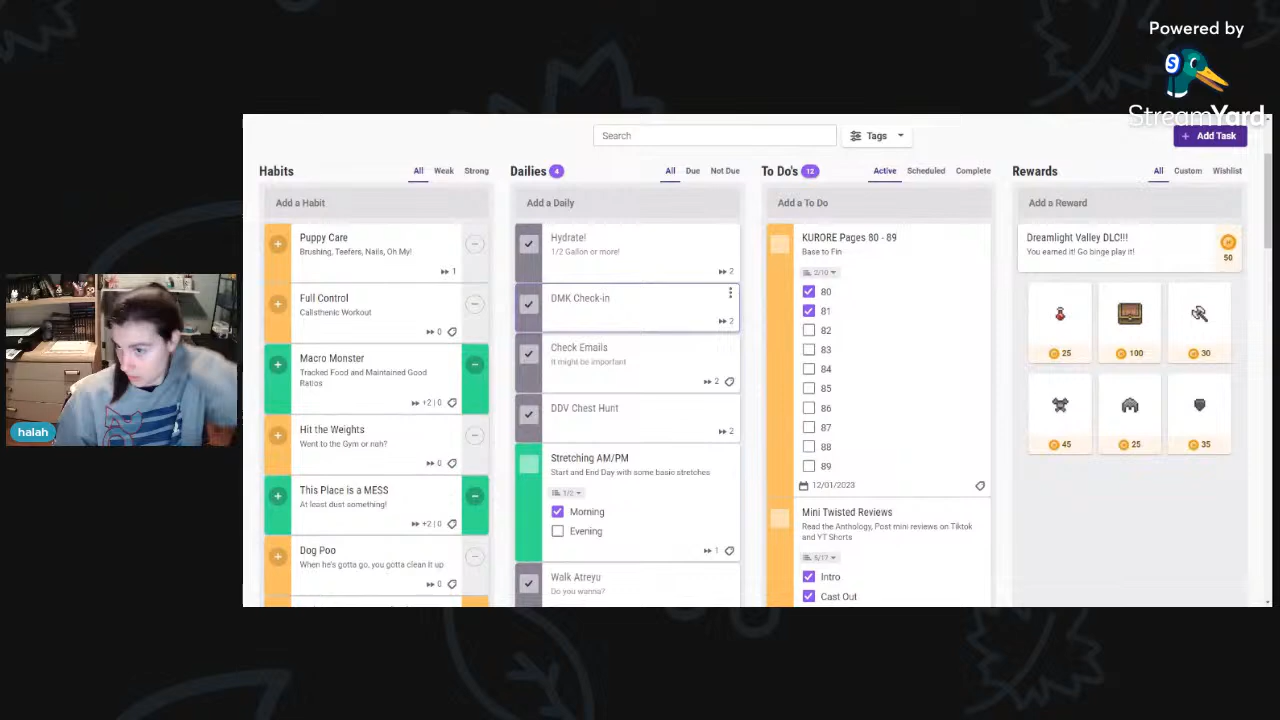 Powered by
S
StreamYard
Search
Tags
+ Add Task
Habits
All
Weak
Strong
Add a Habit
Puppy Care
Brushing, Teefers, Nails, Oh My!
1
Full Control
Calisthenic Workout
0
Macro Monster
Tracked Food and Maintained Good
Ratios
+2 | 0
Hit the Weights
Went to the Gym or nah?
0
This Place is a MESS
At least dust something!
+2 | 0
Dog Poo
When he's gotta go, you gotta clean it up
0
Dailies 4
All
Due
Not Due
Add a Daily
Hydrate!
1/2 Gallon or more!
2
DMK Check-in
2
Check Emails
It might be important
2
DDV Chest Hunt
2
Stretching AM/PM
Start and End Day with some basic stretches
1/2
Morning
Evening
1
Walk Atreyu
Do you wanna?
To Do's 12
Active
Scheduled
Complete
Add a To Do
KURORE Pages 80 - 89
Base to Fin
2/10
80
81
82
83
84
85
86
87
88
89
12/01/2023
Mini Twisted Reviews
Read the Anthology, Post mini reviews on Tiktok
and YT Shorts
5/17
Intro
Cast Out
Rewards
All
Custom
Wishlist
Add a Reward
Dreamlight Valley DLC!!!
You earned it! Go binge play it!
50
25
100
30
45
25
35
halah